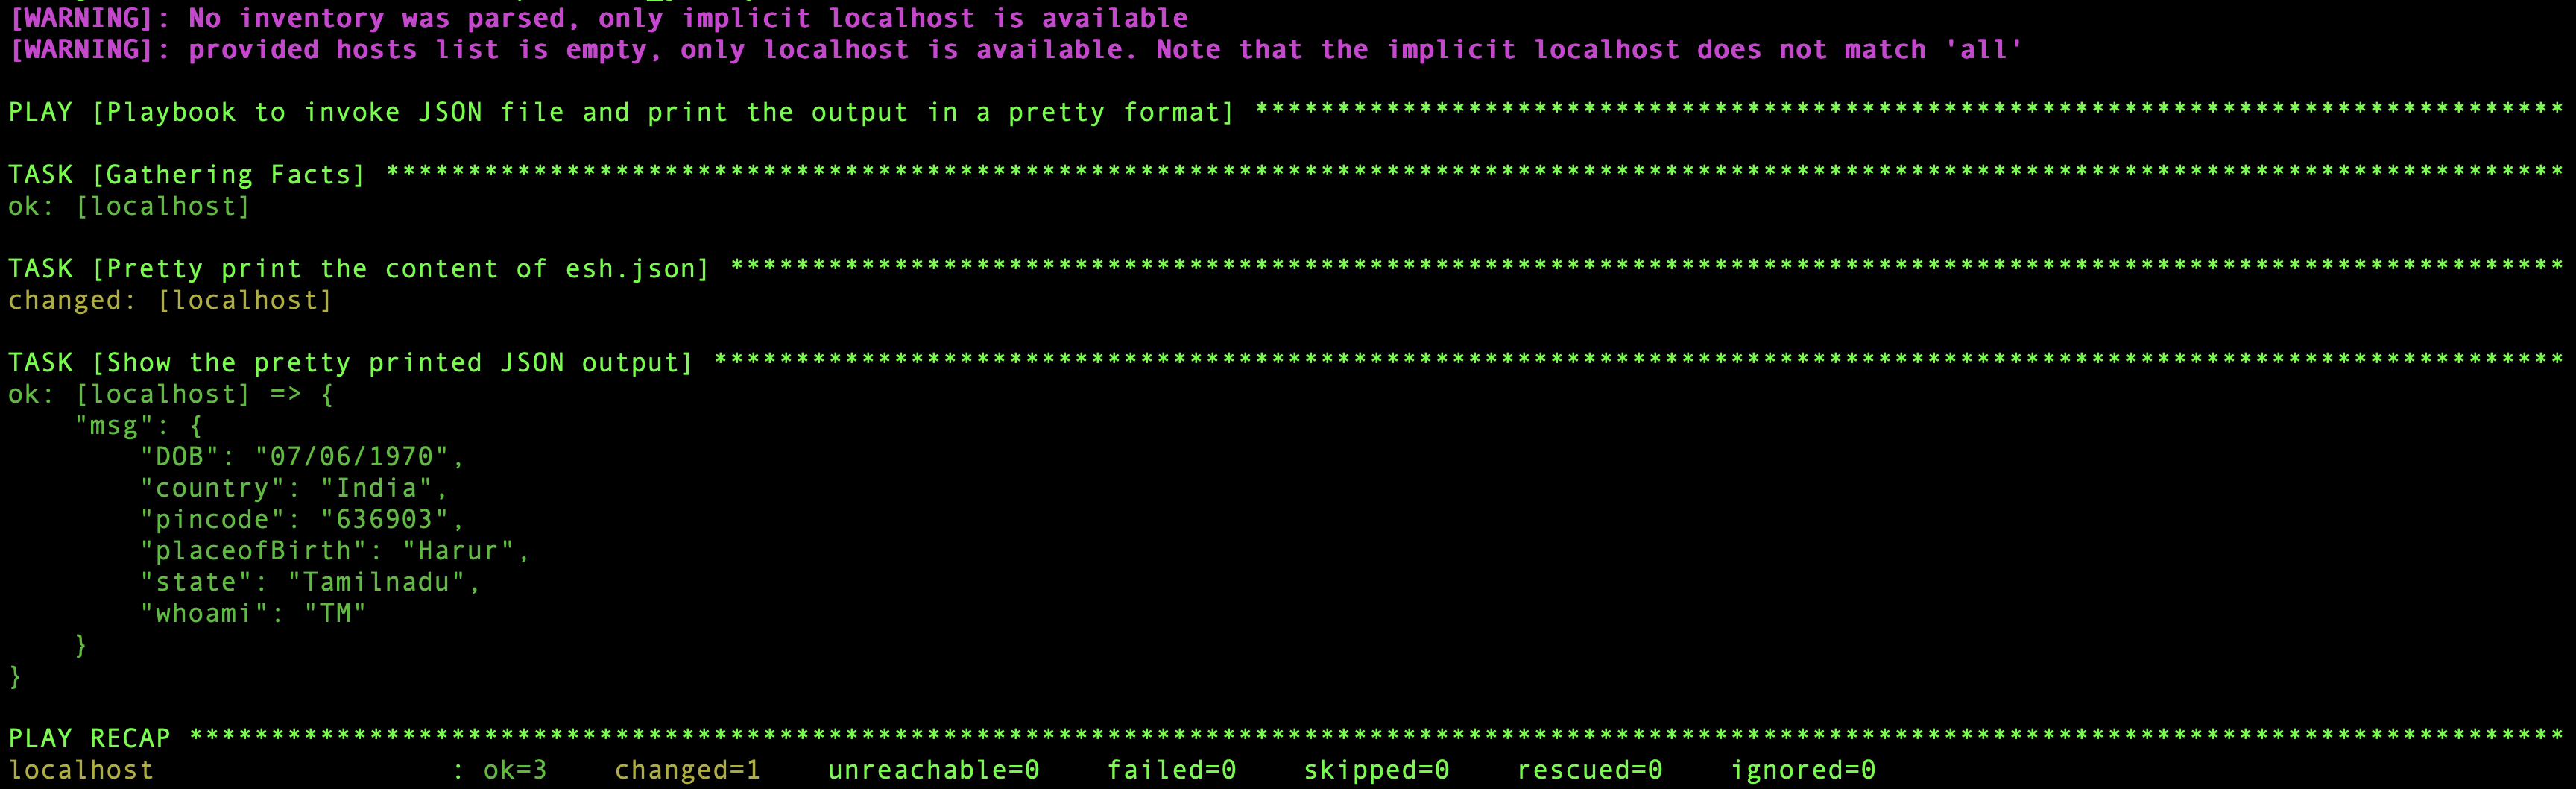 [WARNING]: No inventory was parsed, only implicit localhost is available
[WARNING]: provided hosts list is empty, only localhost is available. Note that the implicit localhost does not match 'all'
PLAY [Playbook to invoke JSON file and print the output in a pretty format] ********************************************************************************
TASK [Gathering Facts] *************************************************************************************************************************************
ok: [localhost]
TASK [Pretty print the content of esh.json] ****************************************************************************************************************
changed: [localhost]
TASK [Show the pretty printed JSON output] *****************************************************************************************************************
ok: [localhost] => {
    "msg": {
        "DOB": "07/06/1970",
        "country": "India",
        "pincode": "636903",
        "placeofBirth": "Harur",
        "state": "Tamilnadu",
        "whoami": "TM"
    }
}
PLAY RECAP *************************************************************************************************************************************************
localhost                  : ok=3    changed=1    unreachable=0    failed=0    skipped=0    rescued=0    ignored=0